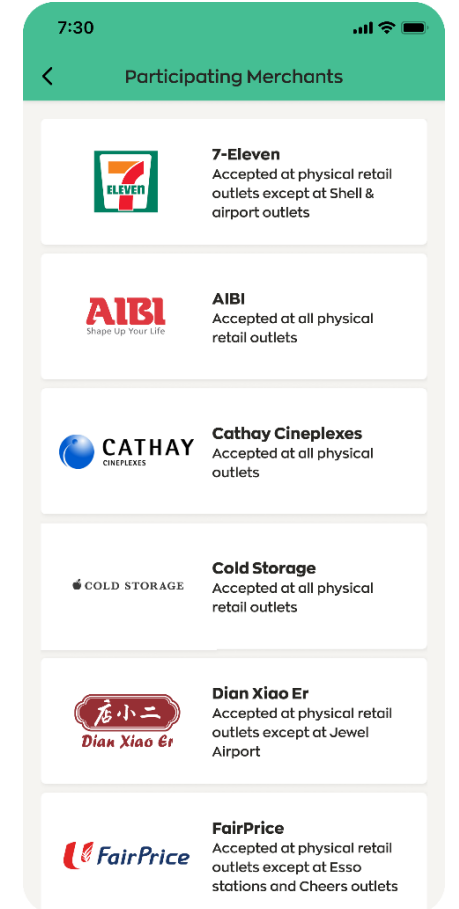 7:30
Participating Merchants
7
ELEVEN
7-Eleven
Accepted at physical retail
outlets except at Shell &
airport outlets
AIBI
Shape Up Your Life
AIBI
Accepted at all physical
retail outlets
CATHAY
CINEPLEXES
Cathay Cineplexes
Accepted at all physical
outlets
COLD STORAGE
Cold Storage
Accepted at all physical
retail outlets
店小二
Dian Xiao Er
Dian Xiao Er
Accepted at physical retail
outlets except at Jewel
Airport
FairPrice
FairPrice
Accepted at physical retail
outlets except at Esso
stations and Cheers outlets